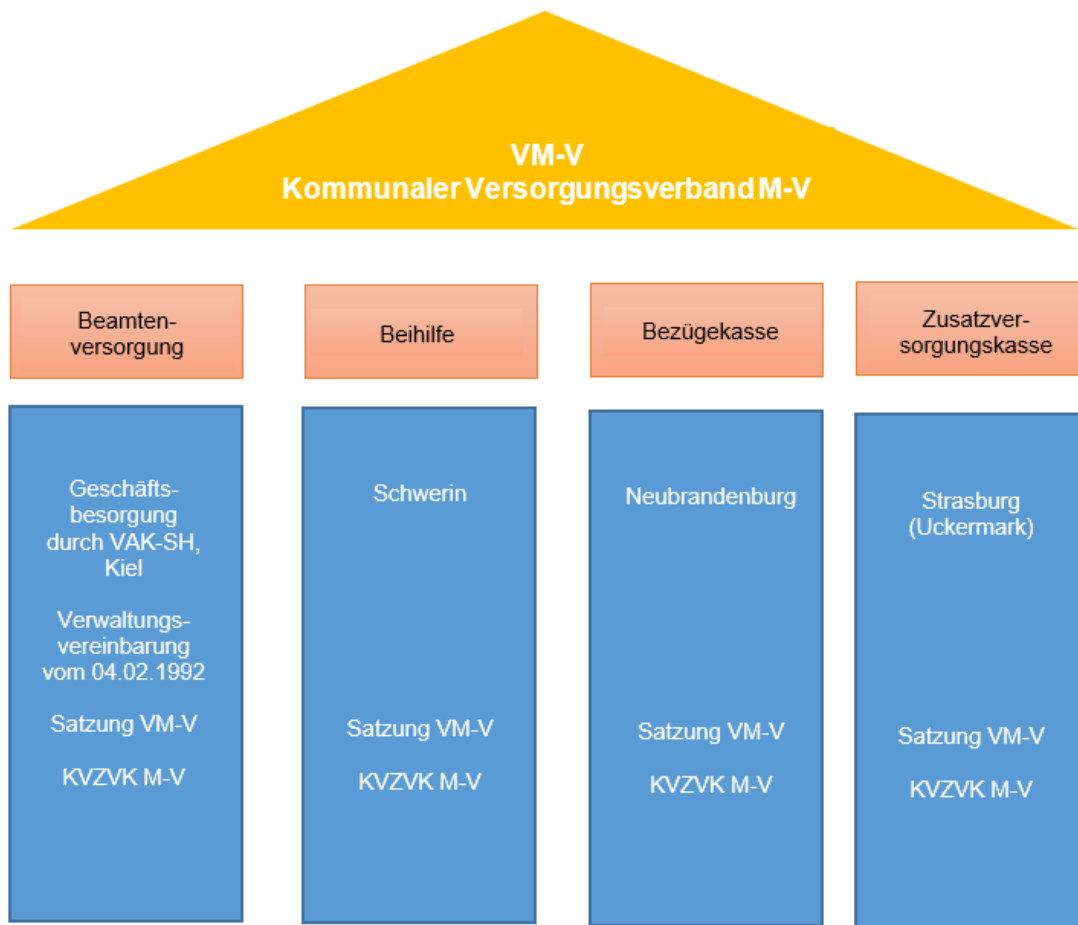 VM-V
Kommunaler Versorgungsverband M-V
Beamten-
versorgung
Beihilfe
Bezügekasse
Zusatzver-
sorgungskasse
Geschäfts-
besorgung
durch VAK-SH,
Kiel
Verwaltungs-
vereinbarung
vom 04.02.1992
Satzung VM-V
KVZVK M-V
Schwerin
Satzung VM-V
KVZVK M-V
Neubrandenburg
Satzung VM-V
KVZVK M-V
Strasburg
(Uckermark)
Satzung VM-V
KVZVK M-V